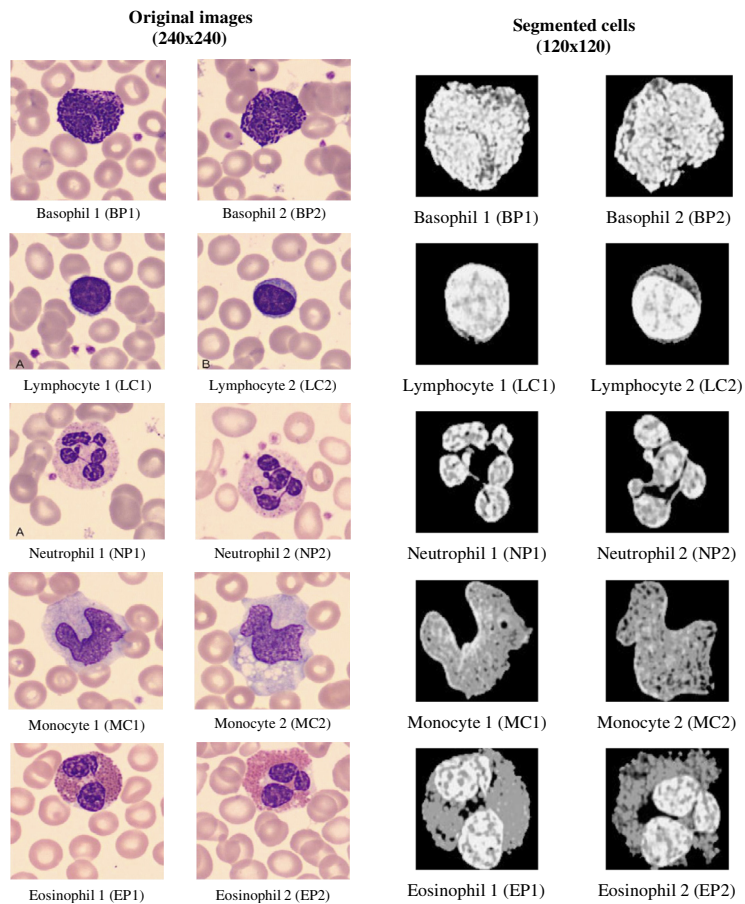 Original images
(240x240)
Segmented cells
(120x120)
Basophil 1 (BP1)
Basophil 2 (BP2)
Basophil 1 (BP1)
Basophil 2 (BP2)
A
B
Lymphocyte 1 (LC1)
Lymphocyte 2 (LC2)
Lymphocyte 1 (LC1)
Lymphocyte 2 (LC2)
A
Neutrophil 1 (NP1)
Neutrophil 2 (NP2)
Neutrophil 1 (NP1)
Neutrophil 2 (NP2)
Monocyte 1 (MC1)
Monocyte 2 (MC2)
Monocyte 1 (MC1)
Monocyte 2 (MC2)
Eosinophil 1 (EP1)
Eosinophil 2 (EP2)
Eosinophil 1 (EP1)
Eosinophil 2 (EP2)